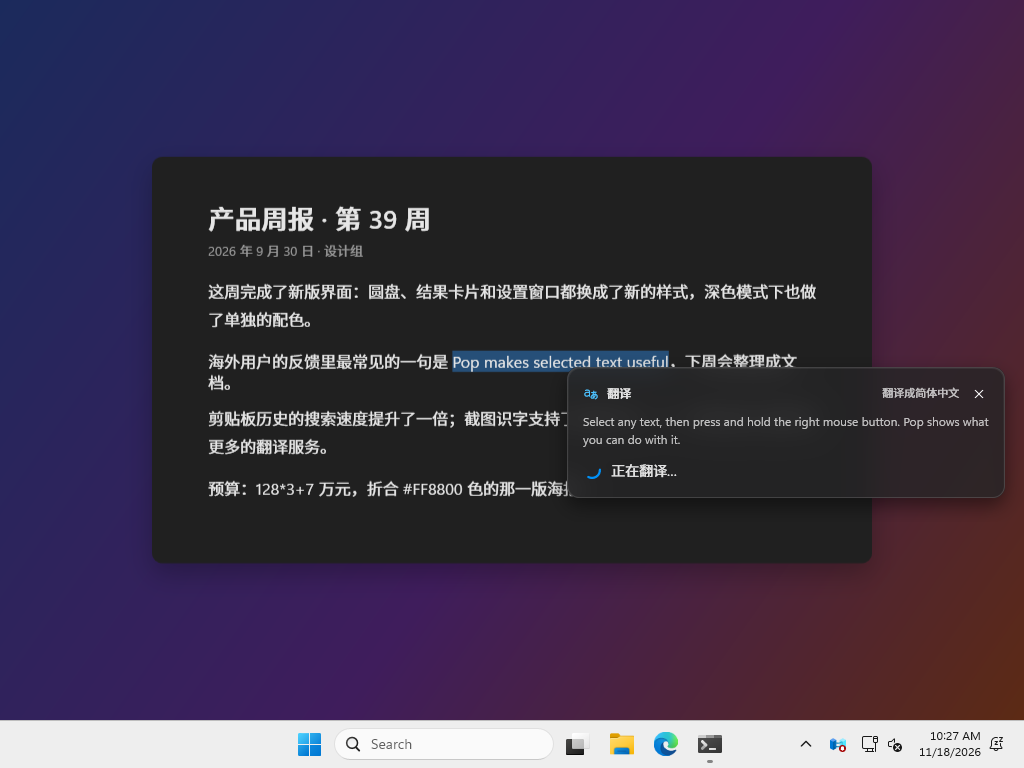 产品周报 · 第 39 周
2026 年 9 月 30 日 · 设计组
这周完成了新版界面：圆盘、结果卡片和设置窗口都换成了新的样式，深色模式下也做
了单独的配色。
海外用户的反馈里最常见的一句是 Pop makes selected text useful，下周会整理成文
档。
剪贴板历史的搜索速度提升了一倍；截图识字支持了
更多的翻译服务。
预算：128*3+7 万元，折合 #FF8800 色的那一版海报
翻译
翻译成简体中文
Select any text, then press and hold the right mouse button. Pop shows what
you can do with it.
正在翻译...
Search
10:27 AM
11/18/2026